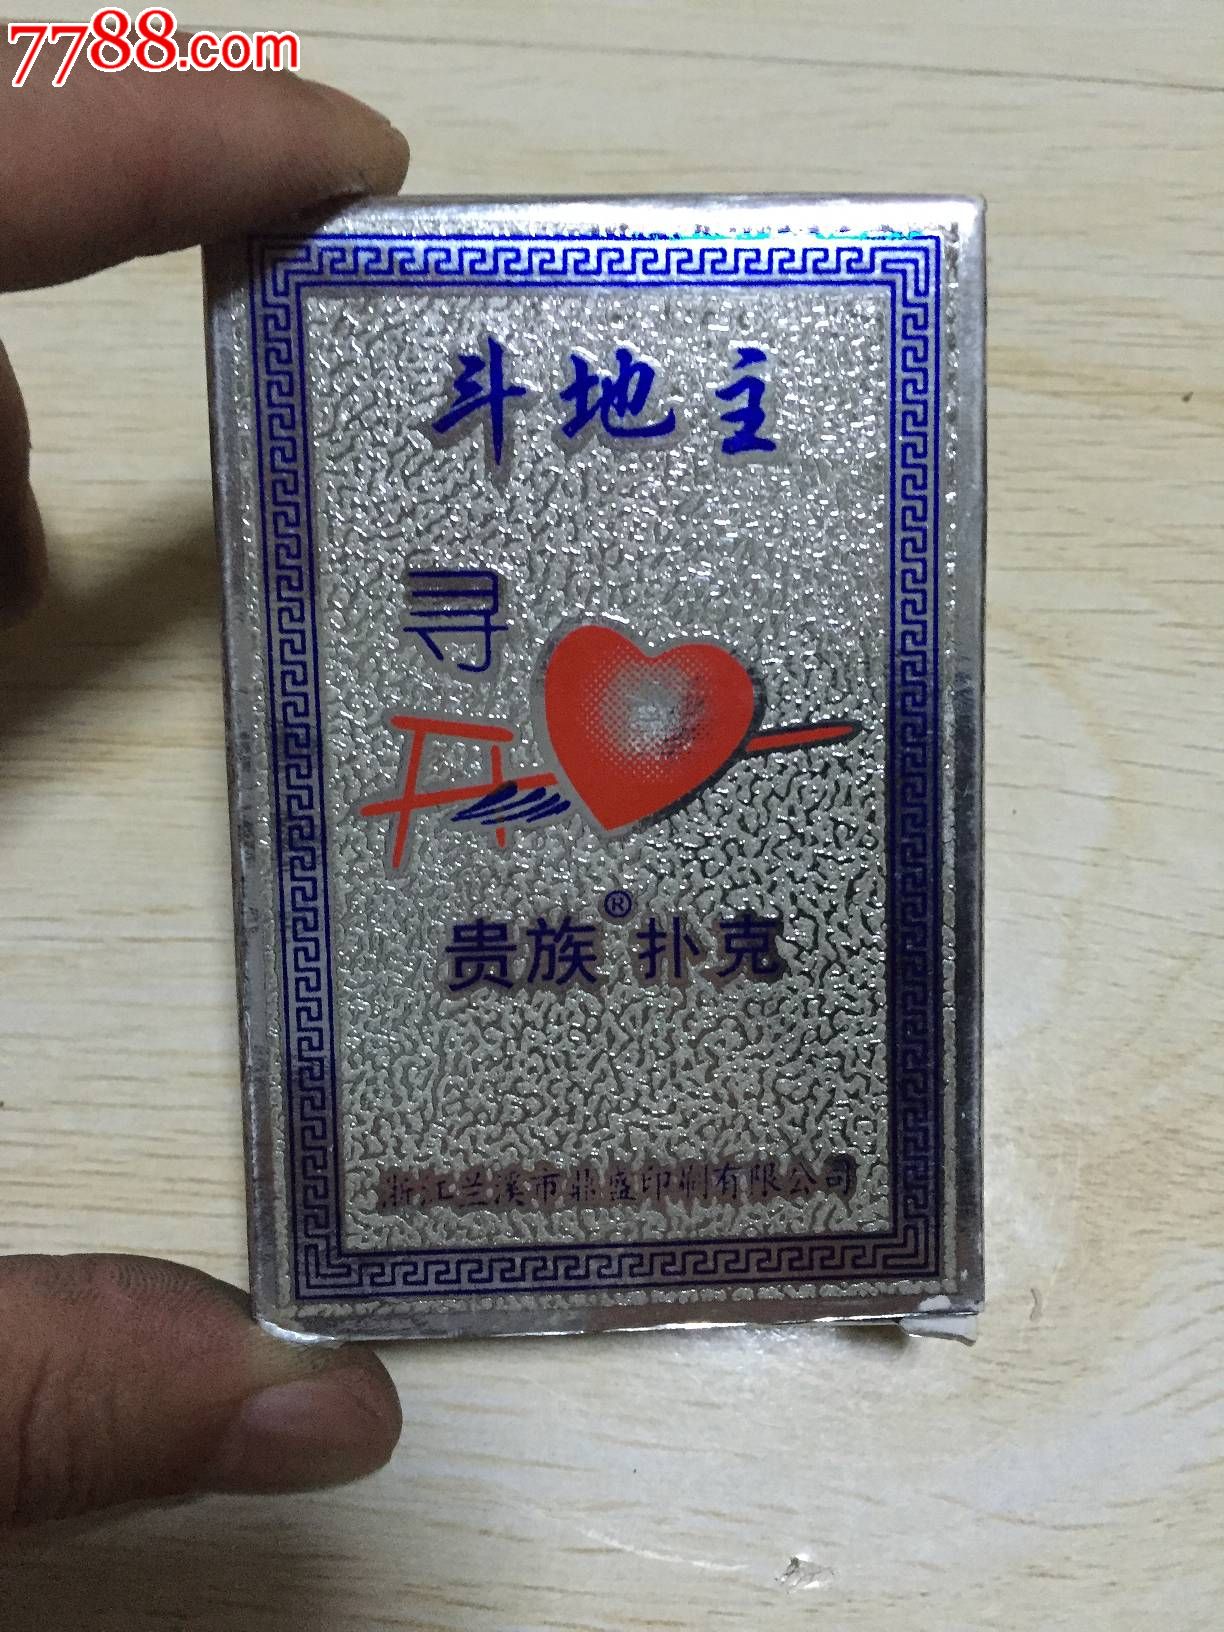 7788.com
斗地主
寻
开
®
贵族 扑克
浙江兰溪市鼎盛印刷有限公司